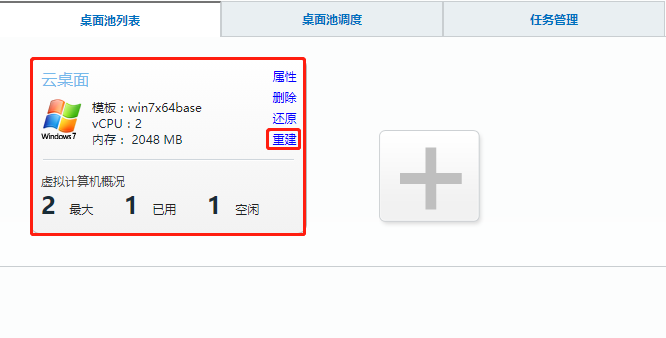 桌面池列表 桌面池调度 任务管理
云桌面 属性
删除
模板：win7x64base
还原
vCPU：2
Windows7 内存： 2048 MB 重建
虚拟计算机概况
2 最大 1 已用 1 空闲